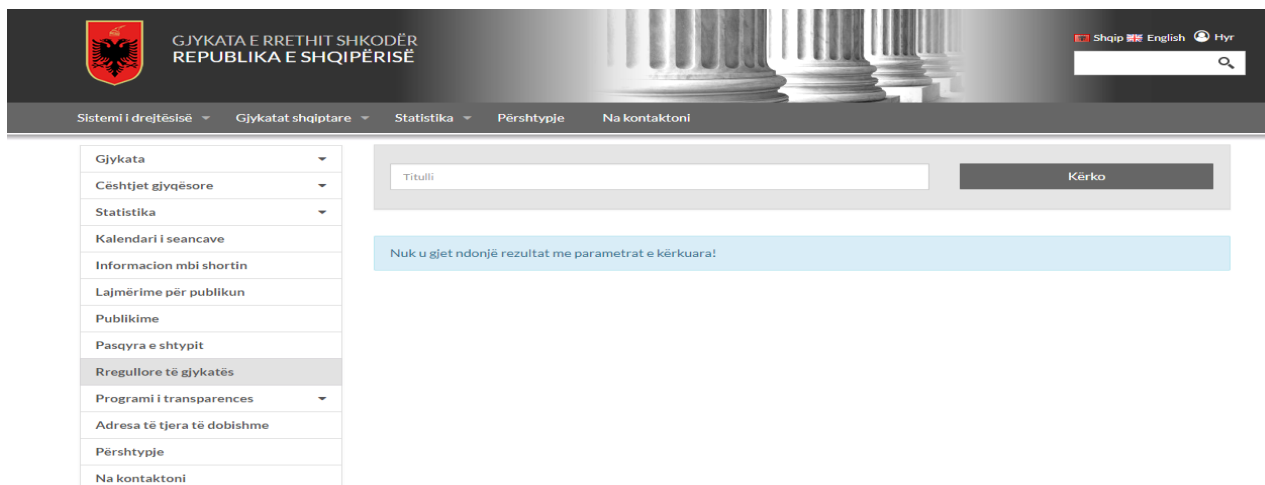 GJYKATA E RRETHIT SHKODËR
REPUBLIKA E SHQIPËRISË
Shqip English Hyr
Sistemi i drejtësisë Gjykatat shqiptare Statistika Përshtypje Na kontaktoni
Gjykata
Cështjet gjyqësore
Statistika
Kalendari i seancave
Informacion mbi shortin
Lajmërime për publikun
Publikime
Pasqyra e shtypit
Rregullore të gjykatës
Programi i transparences
Adresa të tjera të dobishme
Përshtypje
Na kontaktoni
Titulli Kërko
Nuk u gjet ndonjë rezultat me parametrat e kërkuara!